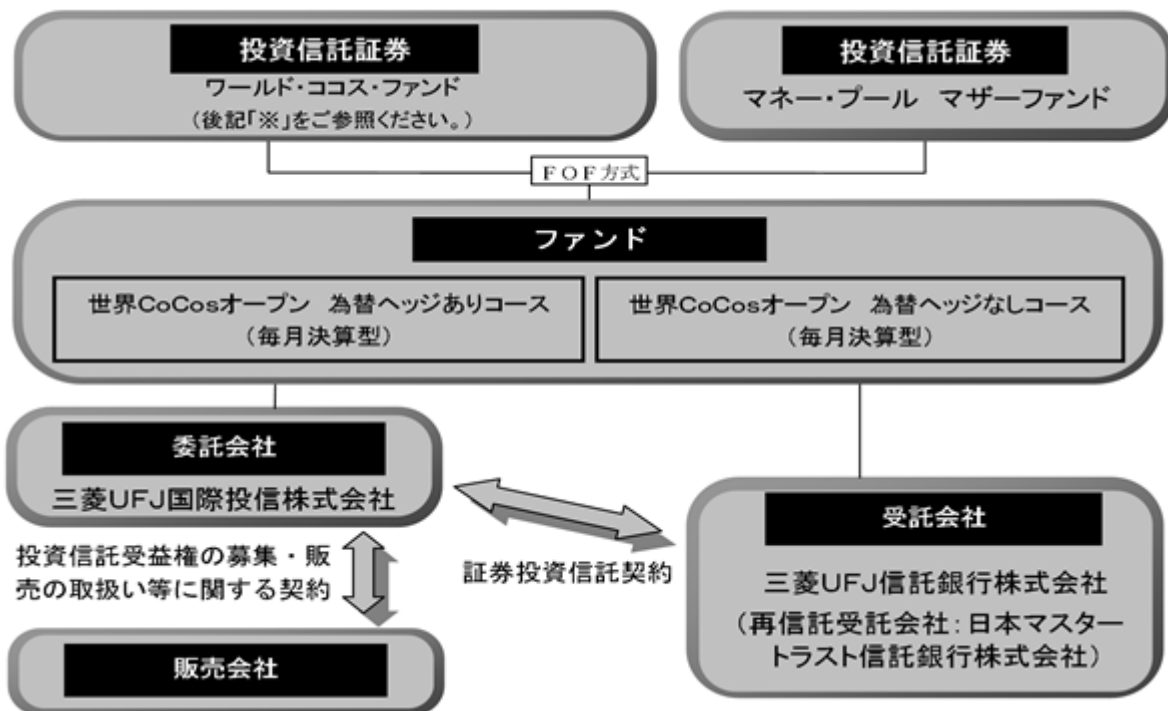 投資信託証券
ワールド・ココス・ファンド
（後記「※」をご参照ください。）
投資信託証券
マネー・プール　マザーファンド
ＦＯＦ方式
ファンド
世界CoCosオープン　為替ヘッジありコース
（毎月決算型）
世界CoCosオープン　為替ヘッジなしコース
（毎月決算型）
委託会社
三菱UFJ国際投信株式会社
投資信託受益権の募集・販
売の取扱い等に関する契約
販売会社
証券投資信託契約
受託会社
三菱UFJ信託銀行株式会社
（再信託受託会社：日本マスター
トラスト信託銀行株式会社）